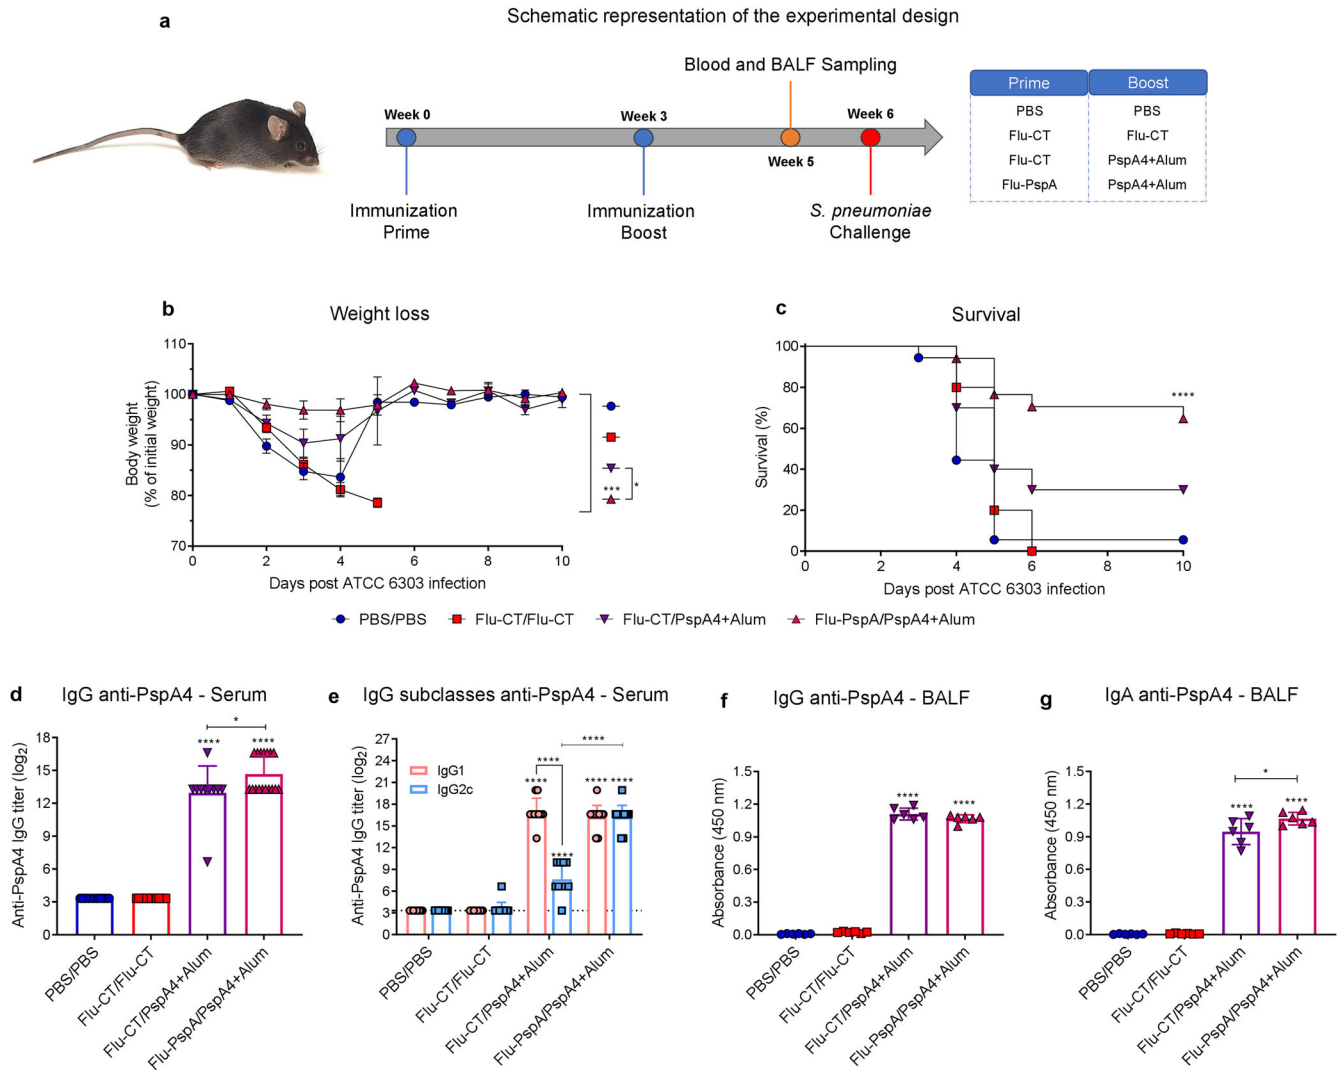 a
Schematic representation of the experimental design
Blood and BALF Sampling
Week 0
Week 3
Week 6
Week 5
Immunization
Prime
Immunization
Boost
S. pneumoniae
Challenge
Prime Boost
PBS PBS
Flu-CT Flu-CT
Flu-CT PspA4+Alum
Flu-PspA PspA4+Alum
b
Weight loss
Body weight
(% of initial weight)
110
100
90
80
70
0 2 4 6 8 10
Days post ATCC 6303 infection
***
*
c
Survival
Survival (%)
100
80
60
40
20
0
0 2 4 6 8 10
Days post ATCC 6303 infection
****
PBS/PBS Flu-CT/Flu-CT Flu-CT/PspA4+Alum Flu-PspA/PspA4+Alum
d
IgG anti-PspA4 - Serum
Anti-PspA4 IgG titer (log2)
18
15
12
9
6
3
0
*
**** ****
PBS/PBS
Flu-CT/Flu-CT
Flu-CT/PspA4+Alum
Flu-PspA/PspA4+Alum
e
IgG subclasses anti-PspA4 - Serum
Anti-PspA4 IgG titer (log2)
27
24
21
18
15
12
9
6
3
0
IgG1
IgG2c
****
****
**** **** ****
****
PBS/PBS
Flu-CT/Flu-CT
Flu-CT/PspA4+Alum
Flu-PspA/PspA4+Alum
f
IgG anti-PspA4 - BALF
Absorbance (450 nm)
1.5
1.2
0.9
0.6
0.3
0.0
**** ****
PBS/PBS
Flu-CT/Flu-CT
Flu-CT/PspA4+Alum
Flu-PspA/PspA4+Alum
g
IgA anti-PspA4 - BALF
Absorbance (450 nm)
1.5
1.2
0.9
0.6
0.3
0.0
*
**** ****
PBS/PBS
Flu-CT/Flu-CT
Flu-CT/PspA4+Alum
Flu-PspA/PspA4+Alum